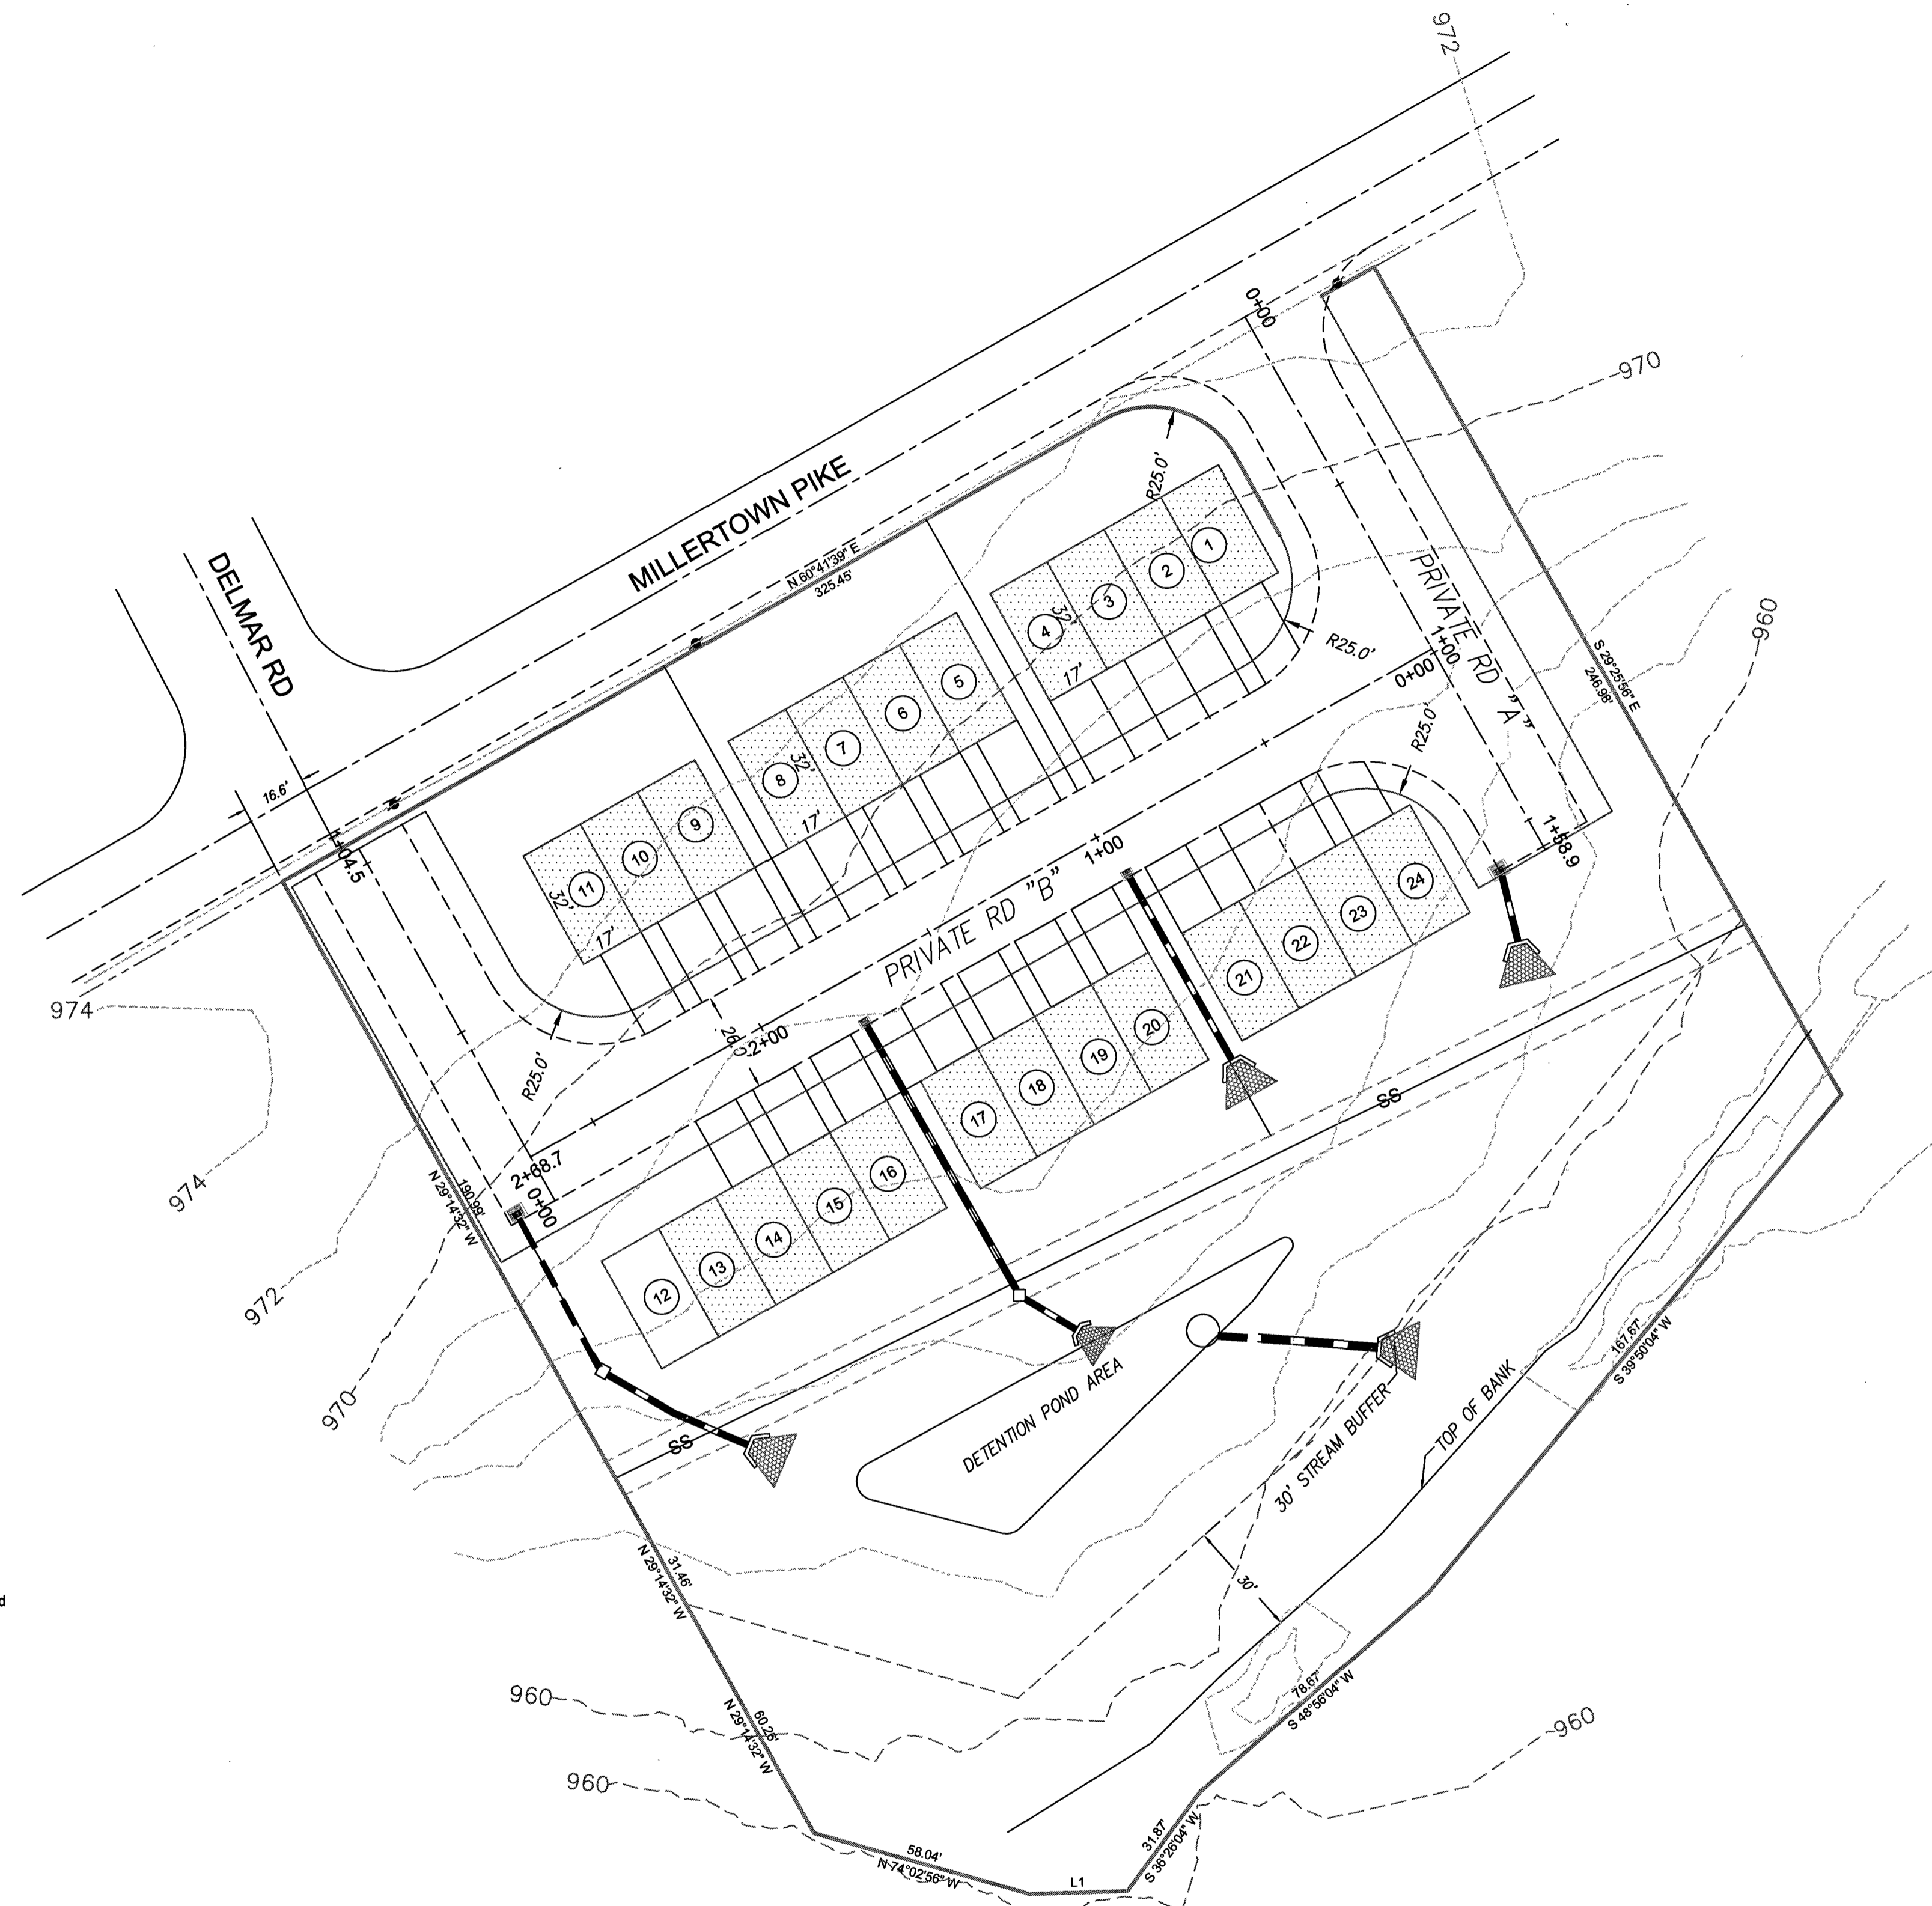 972
970
960
MILLERTOWN PIKE
DELMAR RD
N 60°41'39" E
325.45'
0+00
R25.0'
R25.0'
R25.0'
R25.0'
PRIVATE RD "A"
1+00
0+00
1+58.9
S 29°25'56" E
246.98'
16.6'
1+04.5
1
2
3
4
32'
17'
5
6
7
8
32'
17'
9
10
11
32'
17'
PRIVATE RD "B"
1+00
2+00
26.0'
2+68.7
0+00
12
13
14
15
16
17
18
19
20
21
22
23
24
974
974
972
970
190.99'
N 29°14'32" W
SS
SS
DETENTION POND AREA
30' STREAM BUFFER
TOP OF BANK
30'
167.67'
S 39°50'04" W
31.46'
N 29°14'32" W
60.26'
N 29°14'32" W
78.67'
S 48°56'04" W
31.87'
S 36°26'04" W
58.04'
N 74°02'56" W
L1
960
960
960
d